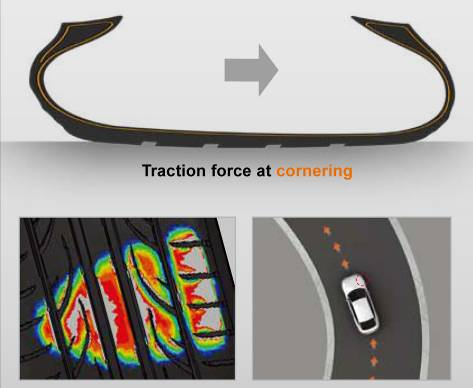 Traction force at cornering